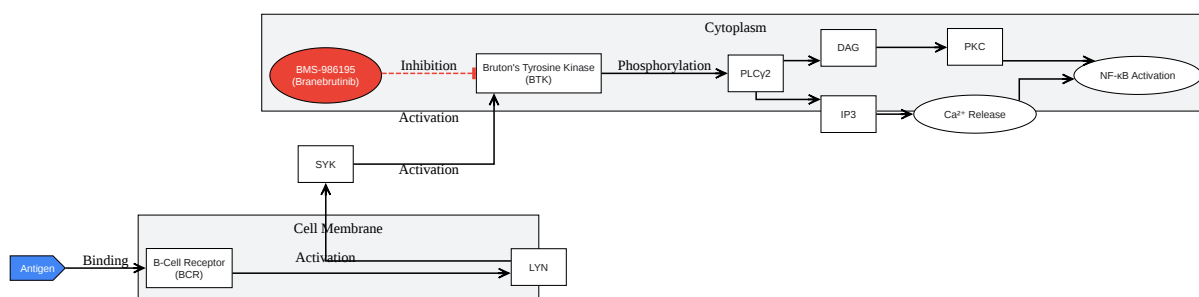 Cytoplasm
BMS-986195
(Branebrutinib)
Inhibition
Bruton's Tyrosine Kinase
(BTK)
Phosphorylation
PLCγ2
DAG
PKC
NF-κB Activation
IP3
Ca²⁺ Release
Activation
SYK
Activation
Cell Membrane
Antigen
Binding
B-Cell Receptor
(BCR)
Activation
LYN